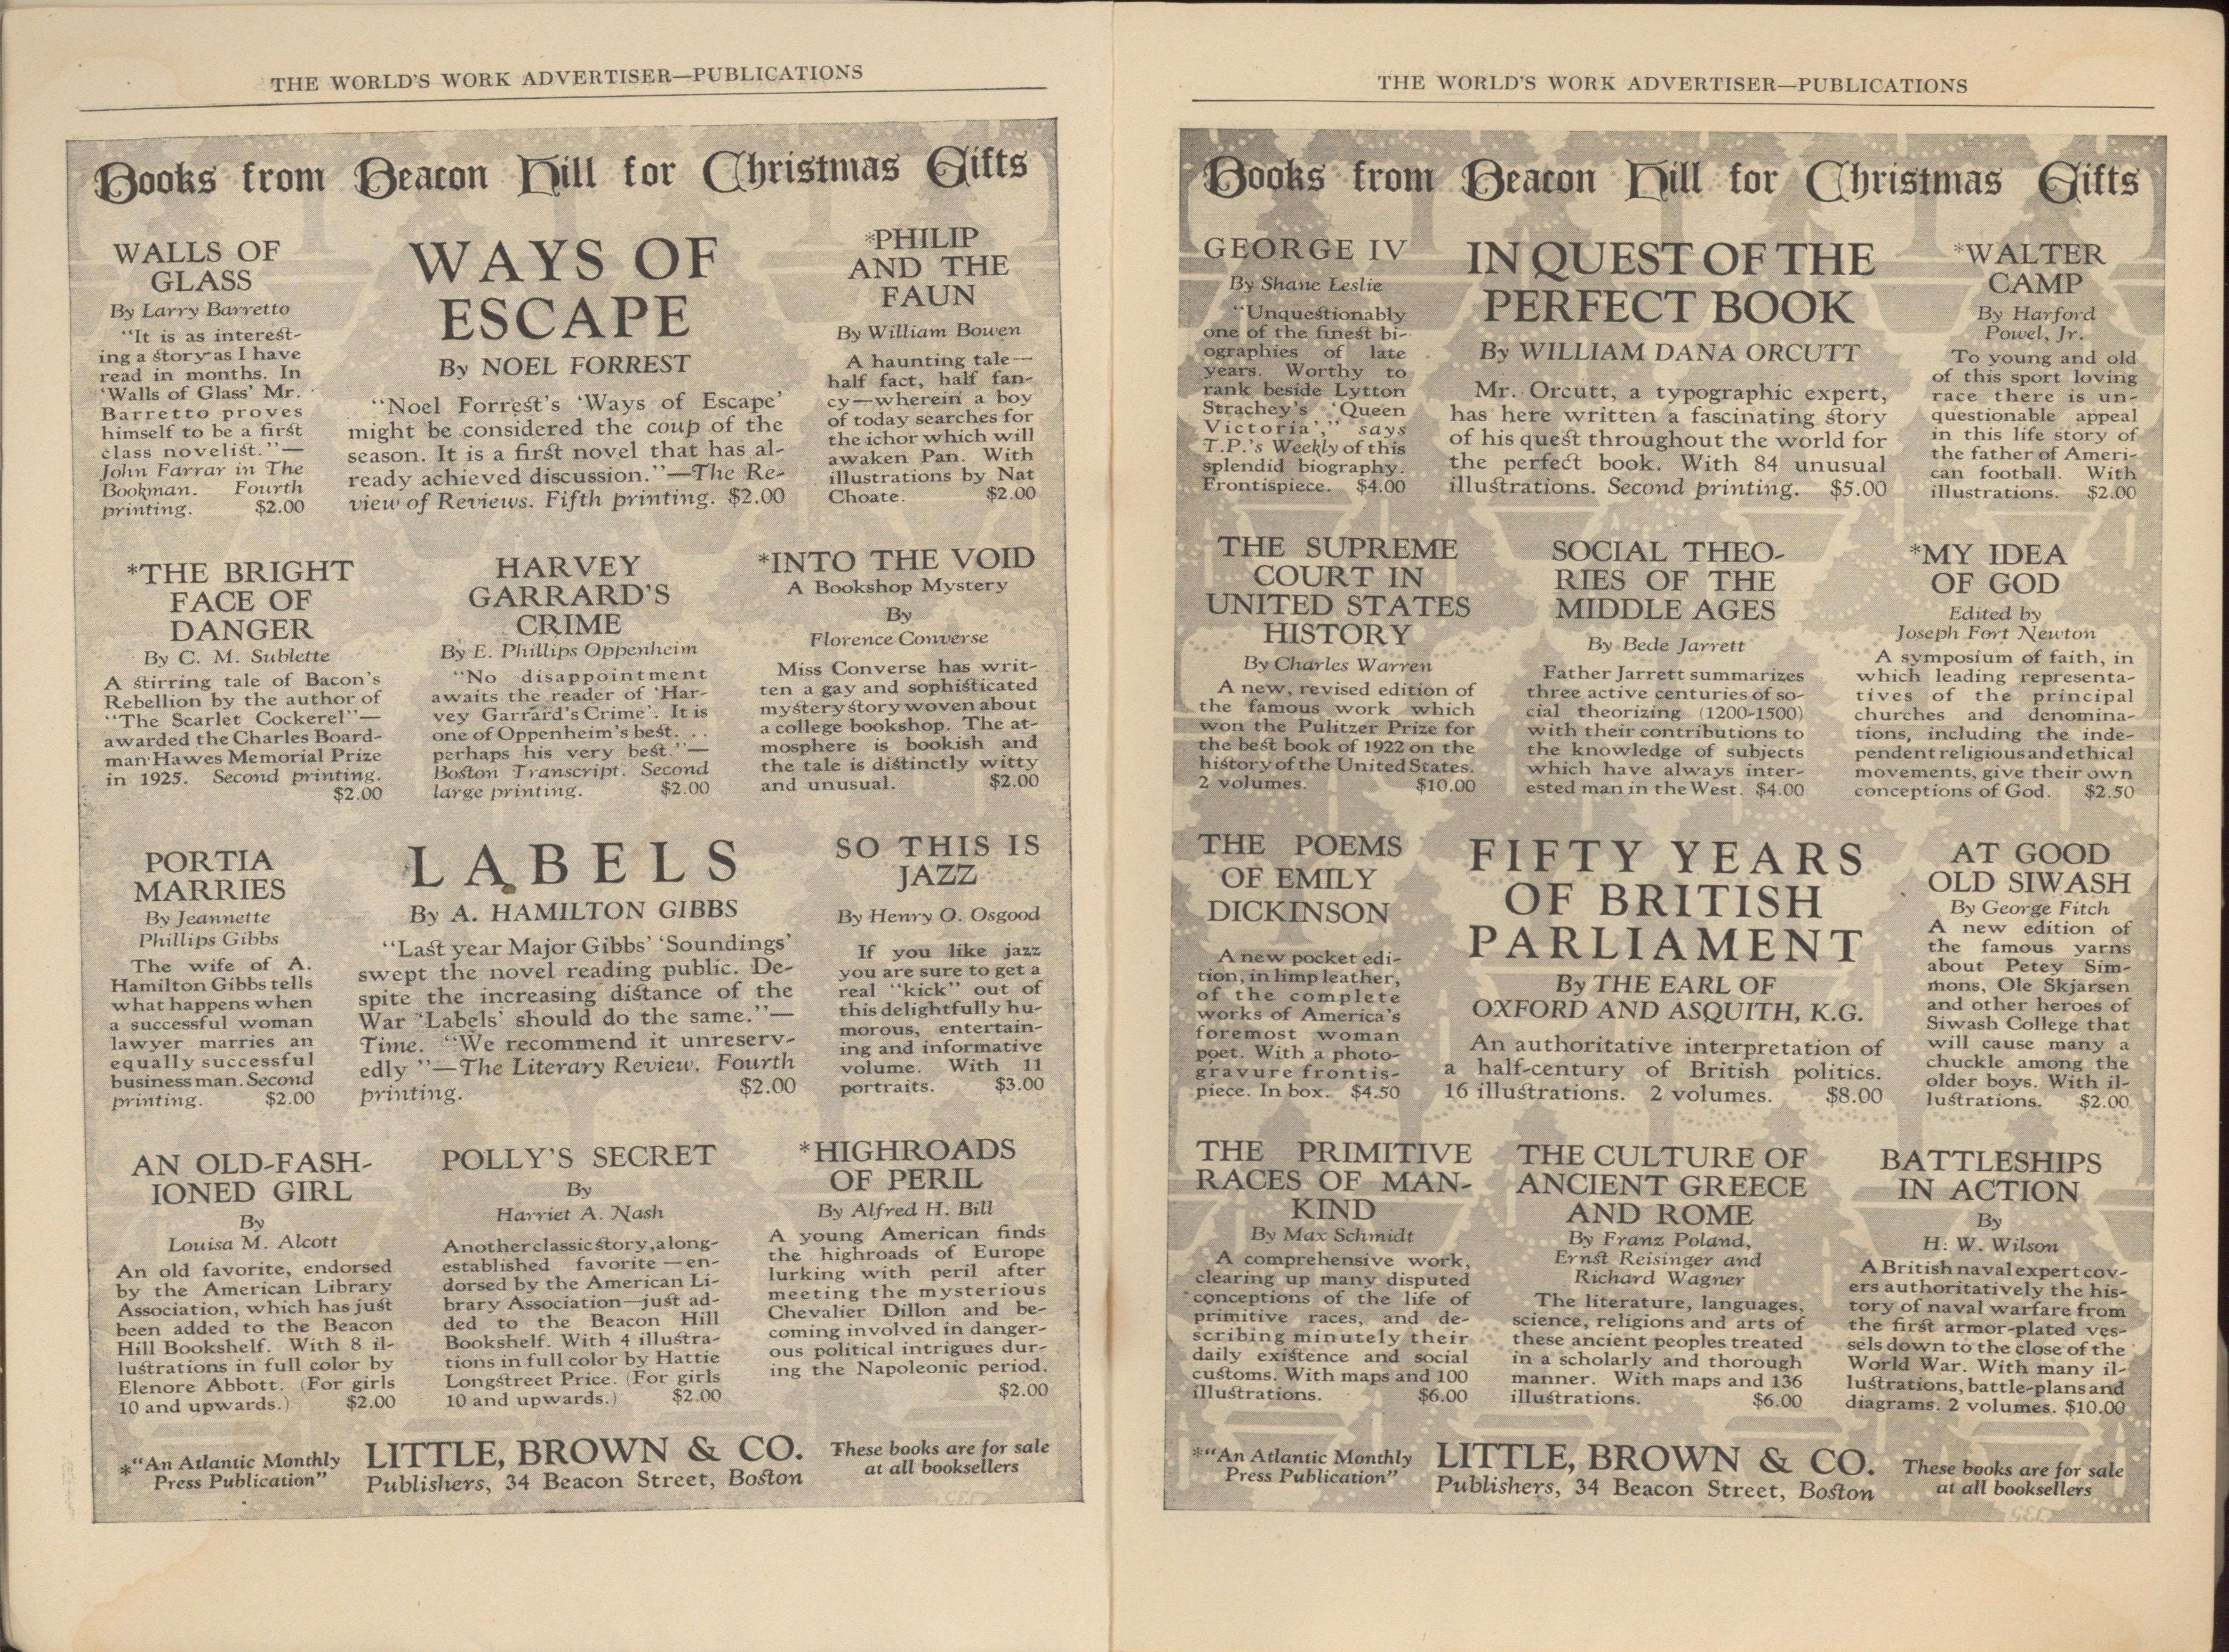 THE WORLD'S WORK ADVERTISER—PUBLICATIONS
Books from Beacon Hill for Christmas Gifts
WALLS OF
GLASS
By Larry Barretto
"It is as interest-
ing a story as I have
read in months. In
'Walls of Glass' Mr.
Barretto proves
himself to be a first
class novelist."—
John Farrar in The
Bookman. Fourth
printing. $2.00
WAYS OF
ESCAPE
By NOEL FORREST
"Noel Forrest's 'Ways of Escape'
might be considered the coup of the
season. It is a first novel that has al-
ready achieved discussion."—The Re-
view of Reviews. Fifth printing. $2.00
*PHILIP
AND THE
FAUN
By William Bowen
A haunting tale—
half fact, half fan-
cy—wherein a boy
of today searches for
the ichor which will
awaken Pan. With
illustrations by Nat
Choate. $2.00
*THE BRIGHT
FACE OF
DANGER
By C. M. Sublette
A stirring tale of Bacon's
Rebellion by the author of
"The Scarlet Cockerel"—
awarded the Charles Board-
man Hawes Memorial Prize
in 1925. Second printing.
$2.00
HARVEY
GARRARD'S
CRIME
By E. Phillips Oppenheim
"No disappointment
awaits the reader of 'Har-
vey Garrard's Crime'. It is
one of Oppenheim's best. . .
perhaps his very best."—
Boston Transcript. Second
large printing. $2.00
*INTO THE VOID
A Bookshop Mystery
By
Florence Converse
Miss Converse has writ-
ten a gay and sophisticated
mystery story woven about
a college bookshop. The at-
mosphere is bookish and
the tale is distinctly witty
and unusual. $2.00
PORTIA
MARRIES
By Jeannette
Phillips Gibbs
The wife of A.
Hamilton Gibbs tells
what happens when
a successful woman
lawyer marries an
equally successful
business man. Second
printing. $2.00
LABELS
By A. HAMILTON GIBBS
"Last year Major Gibbs' 'Soundings'
swept the novel reading public. De-
spite the increasing distance of the
War 'Labels' should do the same."—
Time. "We recommend it unreserv-
edly "—The Literary Review. Fourth
printing. $2.00
SO THIS IS
JAZZ
By Henry O. Osgood
If you like jazz
you are sure to get a
real "kick" out of
this delightfully hu-
morous, entertain-
ing and informative
volume. With 11
portraits. $3.00
AN OLD-FASH-
IONED GIRL
By
Louisa M. Alcott
An old favorite, endorsed
by the American Library
Association, which has just
been added to the Beacon
Hill Bookshelf. With 8 il-
lustrations in full color by
Elenore Abbott. (For girls
10 and upwards.) $2.00
POLLY'S SECRET
By
Harriet A. Nash
Another classic story, a long-
established favorite—en-
dorsed by the American Li-
brary Association—just ad-
ded to the Beacon Hill
Bookshelf. With 4 illustra-
tions in full color by Hattie
Longstreet Price. (For girls
10 and upwards.) $2.00
*HIGHROADS
OF PERIL
By Alfred H. Bill
A young American finds
the highroads of Europe
lurking with peril after
meeting the mysterious
Chevalier Dillon and be-
coming involved in danger-
ous political intrigues dur-
ing the Napoleonic period.
$2.00
*"An Atlantic Monthly
Press Publication"
LITTLE, BROWN & CO.
Publishers, 34 Beacon Street, Boston
These books are for sale
at all booksellers
THE WORLD'S WORK ADVERTISER—PUBLICATIONS
Books from Beacon Hill for Christmas Gifts
GEORGE IV
By Shane Leslie
"Unquestionably
one of the finest bi-
ographies of late
years. Worthy to
rank beside Lytton
Strachey's 'Queen
Victoria'," says
T.P.'s Weekly of this
splendid biography.
Frontispiece. $4.00
IN QUEST OF THE
PERFECT BOOK
By WILLIAM DANA ORCUTT
Mr. Orcutt, a typographic expert,
has here written a fascinating story
of his quest throughout the world for
the perfect book. With 84 unusual
illustrations. Second printing. $5.00
*WALTER
CAMP
By Harford
Powel, Jr.
To young and old
of this sport loving
race there is un-
questionable appeal
in this life story of
the father of Ameri-
can football. With
illustrations. $2.00
THE SUPREME
COURT IN
UNITED STATES
HISTORY
By Charles Warren
A new, revised edition of
the famous work which
won the Pulitzer Prize for
the best book of 1922 on the
history of the United States.
2 volumes. $10.00
SOCIAL THEO-
RIES OF THE
MIDDLE AGES
By Bede Jarrett
Father Jarrett summarizes
three active centuries of so-
cial theorizing (1200-1500)
with their contributions to
the knowledge of subjects
which have always inter-
ested man in the West. $4.00
*MY IDEA
OF GOD
Edited by
Joseph Fort Newton
A symposium of faith, in
which leading representa-
tives of the principal
churches and denomina-
tions, including the inde-
pendent religious and ethical
movements, give their own
conceptions of God. $2.50
THE POEMS
OF EMILY
DICKINSON
A new pocket edi-
tion, in limp leather,
of the complete
works of America's
foremost woman
poet. With a photo-
gravure frontis-
piece. In box. $4.50
FIFTY YEARS
OF BRITISH
PARLIAMENT
By THE EARL OF
OXFORD AND ASQUITH, K.G.
An authoritative interpretation of
a half-century of British politics.
16 illustrations. 2 volumes. $8.00
AT GOOD
OLD SIWASH
By George Fitch
A new edition of
the famous yarns
about Petey Sim-
mons, Ole Skjarsen
and other heroes of
Siwash College that
will cause many a
chuckle among the
older boys. With il-
lustrations. $2.00
THE PRIMITIVE
RACES OF MAN-
KIND
By Max Schmidt
A comprehensive work,
clearing up many disputed
conceptions of the life of
primitive races, and de-
scribing minutely their
daily existence and social
customs. With maps and 100
illustrations. $6.00
THE CULTURE OF
ANCIENT GREECE
AND ROME
By Franz Poland,
Ernst Reisinger and
Richard Wagner
The literature, languages,
science, religions and arts of
these ancient peoples treated
in a scholarly and thorough
manner. With maps and 136
illustrations. $6.00
BATTLESHIPS
IN ACTION
By
H. W. Wilson
A British naval expert cov-
ers authoritatively the his-
tory of naval warfare from
the first armor-plated ves-
sels down to the close of the
World War. With many il-
lustrations, battle-plans and
diagrams. 2 volumes. $10.00
*"An Atlantic Monthly
Press Publication"
LITTLE, BROWN & CO.
Publishers, 34 Beacon Street, Boston
These books are for sale
at all booksellers